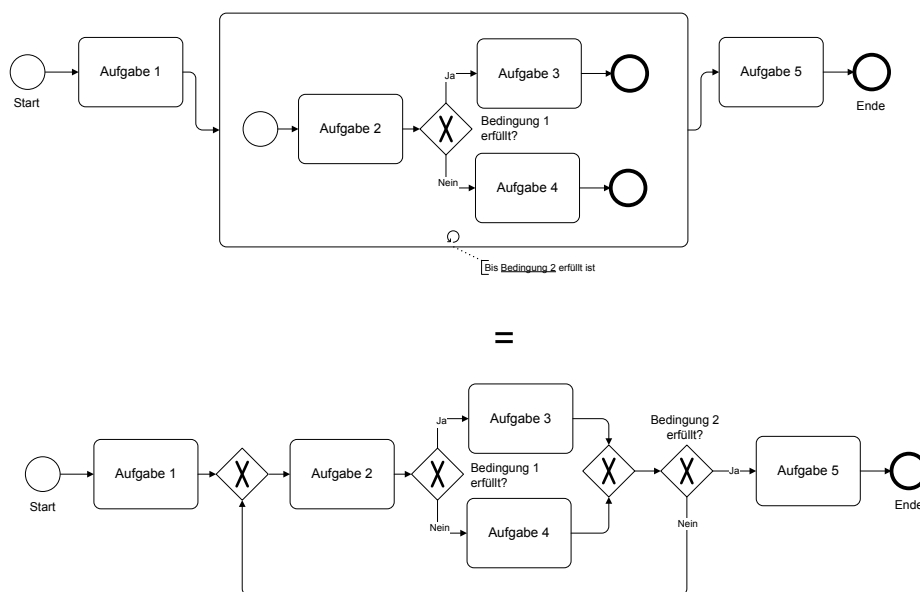 Start
Aufgabe 1
Aufgabe 2
Ja
Nein
Bedingung 1
erfüllt?
Aufgabe 3
Aufgabe 4
Bis Bedingung 2 erfüllt ist
Aufgabe 5
Ende
=
Start
Aufgabe 1
Aufgabe 2
Ja
Nein
Bedingung 1
erfüllt?
Aufgabe 3
Aufgabe 4
Bedingung 2
erfüllt?
Ja
Nein
Aufgabe 5
Ende